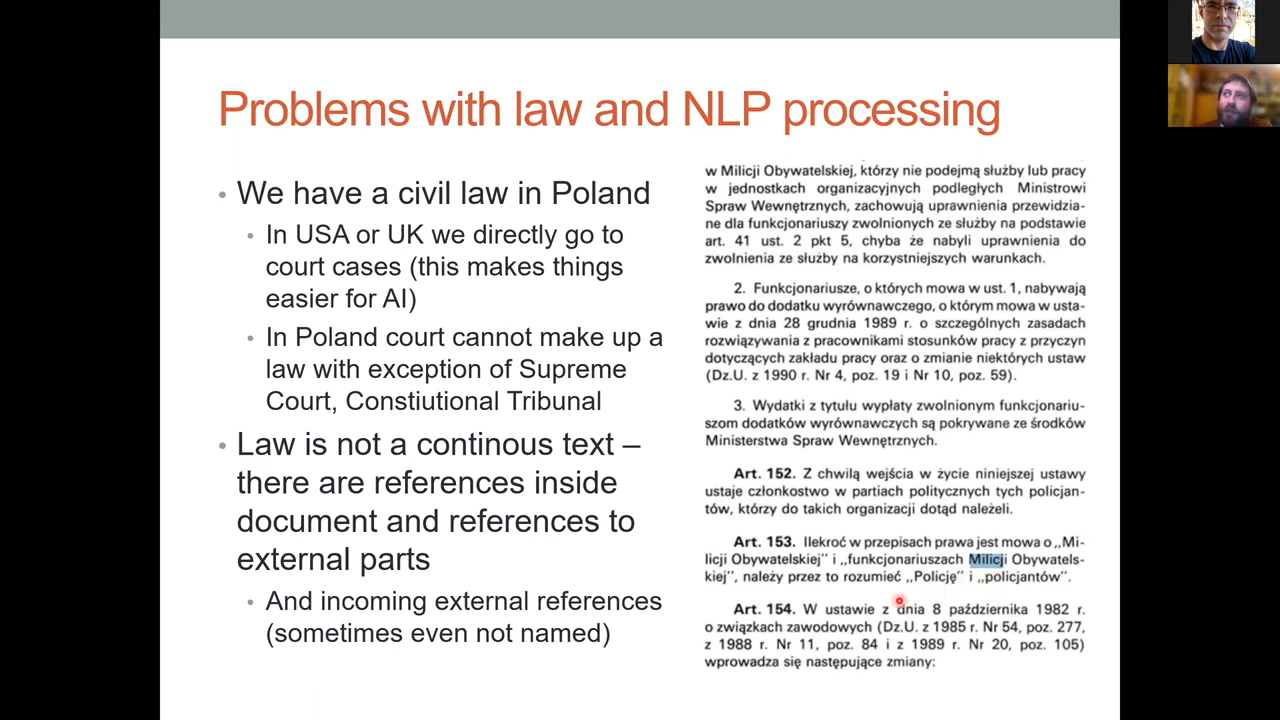 Problems with law and NLP processing
• We have a civil law in Poland
• In USA or UK we directly go to
court cases (this makes things
easier for AI)
• In Poland court cannot make up a
law with exception of Supreme
Court, Constiutional Tribunal
• Law is not a continous text –
there are references inside
document and references to
external parts
• And incoming external references
(sometimes even not named)
w Milicji Obywatelskiej, którzy nie podejmą służby lub pracy
w jednostkach organizacyjnych podległych Ministrowi
Spraw Wewnętrznych, zachowują uprawnienia przewidzia-
ne dla funkcjonariuszy zwolnionych ze służby na podstawie
art. 41 ust. 2 pkt 5, chyba że nabyli uprawnienia do
zwolnienia ze służby na korzystniejszych warunkach.
2. Funkcjonariusze, o których mowa w ust. 1, nabywają
prawo do dodatku wyrównawczego, o którym mowa w usta-
wie z dnia 28 grudnia 1989 r. o szczególnych zasadach
rozwiązywania z pracownikami stosunków pracy z przyczyn
dotyczących zakładu pracy oraz o zmianie niektórych ustaw
(Dz.U. z 1990 r. Nr 4, poz. 19 i Nr 10, poz. 59).
3. Wydatki z tytułu wypłaty zwolnionym funkcjonariu-
szom dodatków wyrównawczych są pokrywane ze środków
Ministerstwa Spraw Wewnętrznych.
Art. 152. Z chwilą wejścia w życie niniejszej ustawy
ustaje członkostwo w partiach politycznych tych policjan-
tów, którzy do takich organizacji dotąd należeli.
Art. 153. Ilekroć w przepisach prawa jest mowa o „Mi-
licji Obywatelskiej" i „funkcjonariuszach Milicji Obywatels-
kiej", należy przez to rozumieć „Policję" i „policjantów".
Art. 154. W ustawie z dnia 8 października 1982 r.
o związkach zawodowych (Dz.U. z 1985 r. Nr 54, poz. 277,
z 1988 r. Nr 11, poz. 84 i z 1989 r. Nr 20, poz. 105)
wprowadza się następujące zmiany: